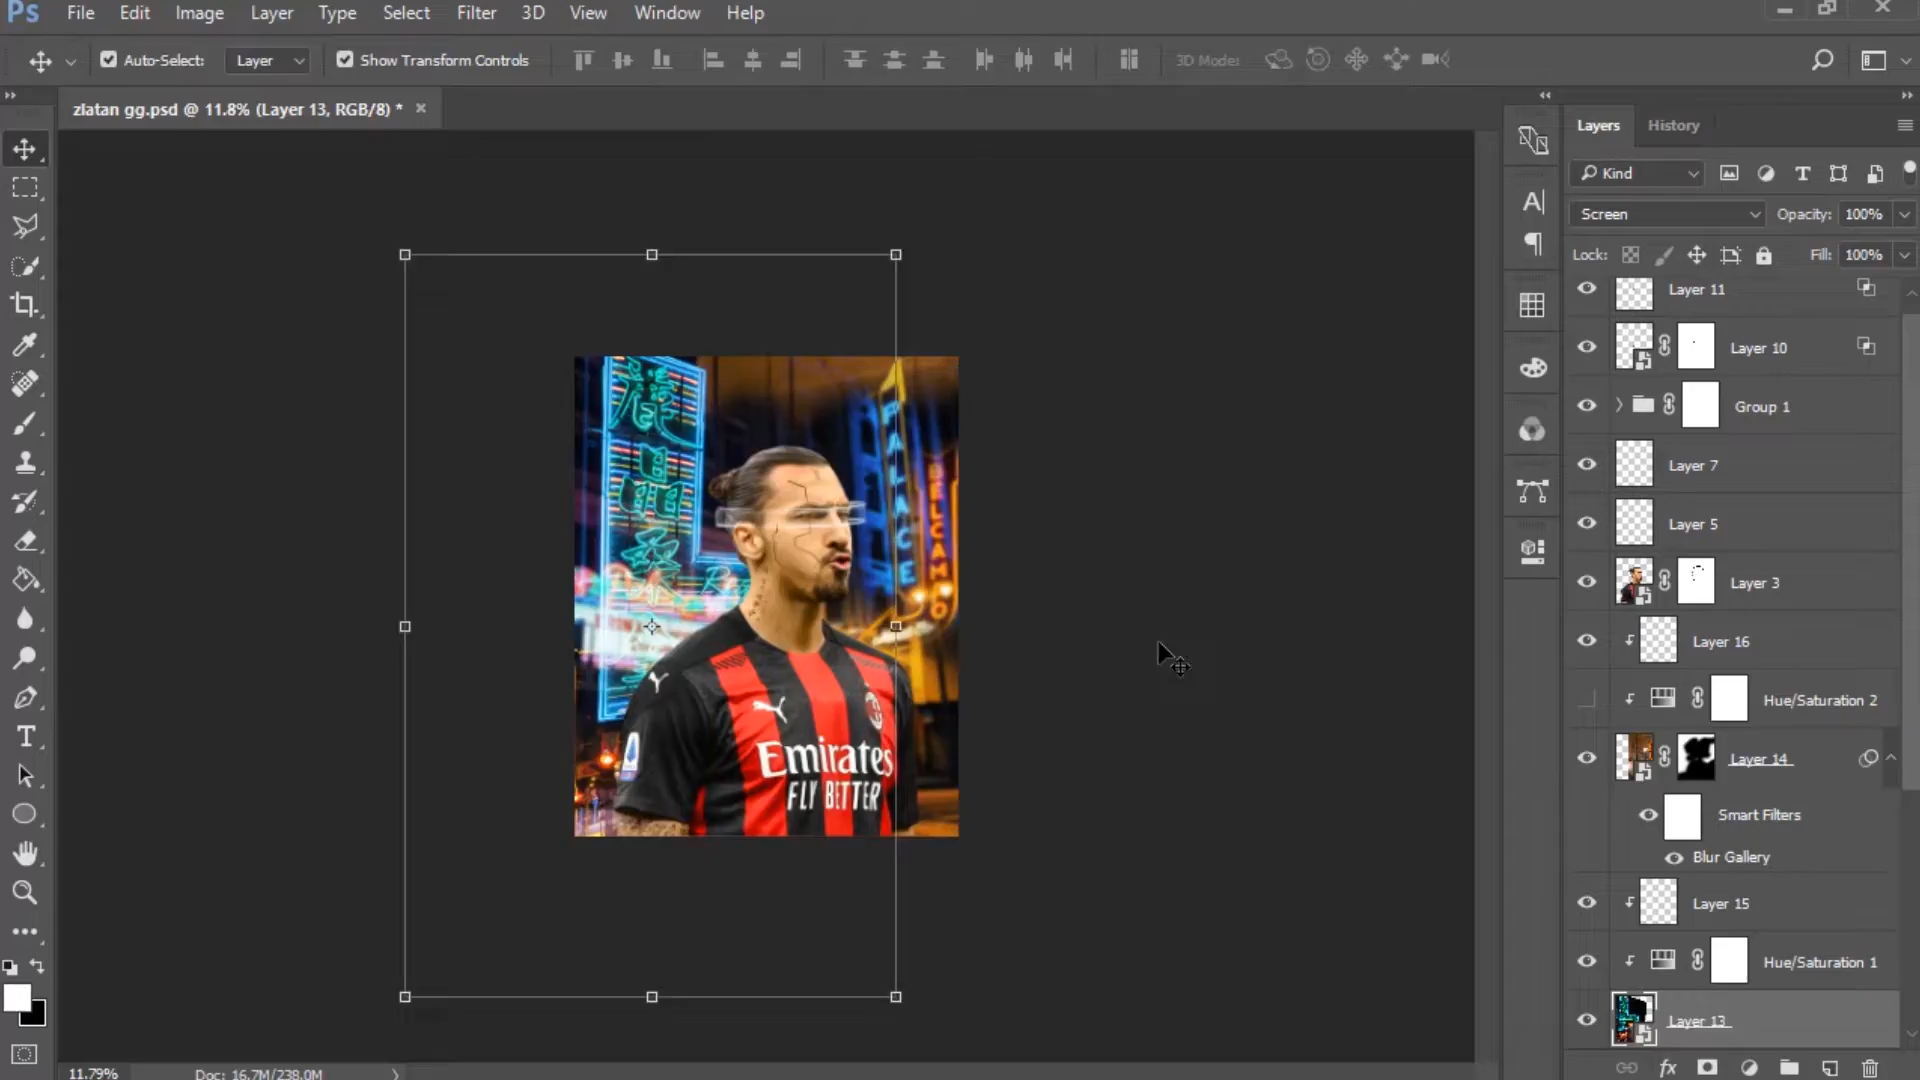 Ps File Edit Image Layer Type Select Filter 3D View Window Help
Auto-Select: Layer Show Transform Controls 3D Mode:
zlatan gg.psd @ 11.8% (Layer 13, RGB/8) *
Layers History
Kind
Screen Opacity: 100%
Lock: Fill: 100%
Layer 11
Layer 10
Group 1
Layer 7
Layer 5
Layer 3
Layer 16
Hue/Saturation 2
Layer 14
Smart Filters
Blur Gallery
Layer 15
Hue/Saturation 1
Layer 13
PALACE
BELCAMO
Emirates
FLY BETTER
11.79% Doc: 16.7M/238.0M